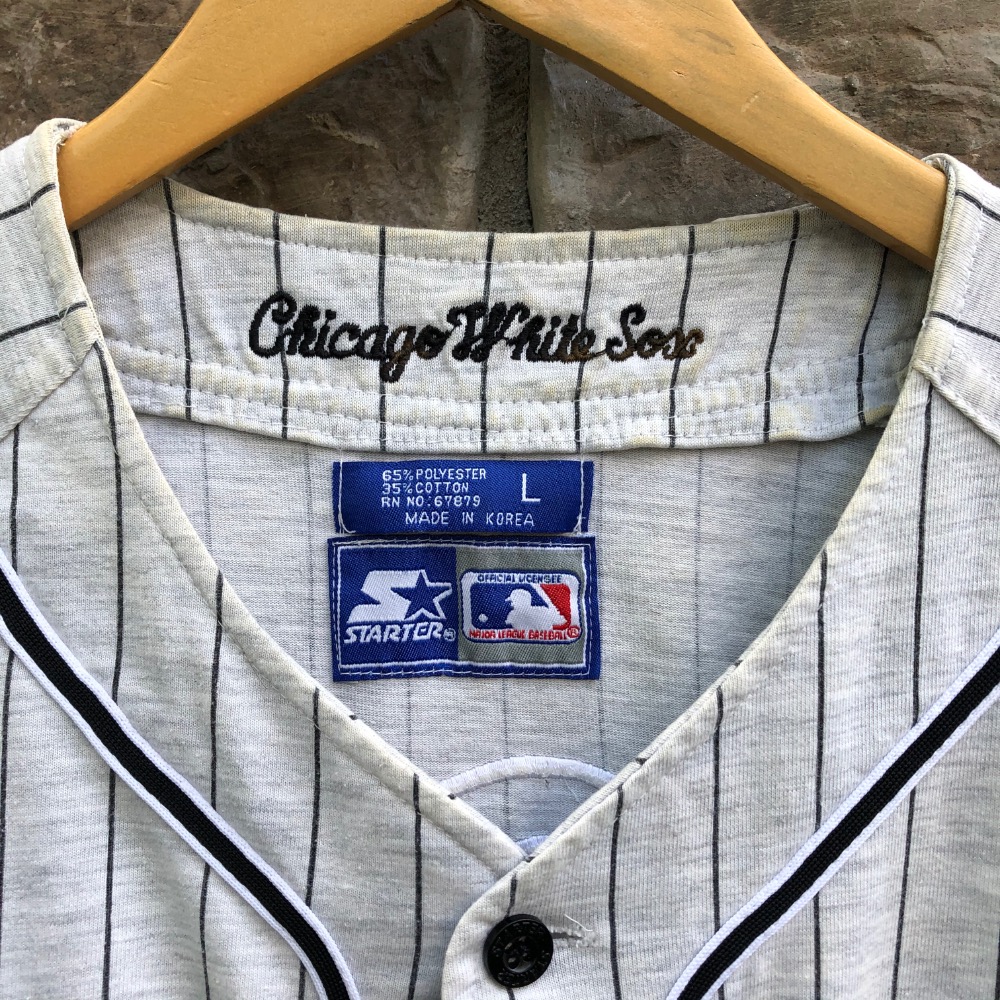 Chicago White Sox
65% POLYESTER
35% COTTON
RN NO: 67879
L
MADE IN KOREA
STARTER®
OFFICIAL LICENSEE
MAJOR LEAGUE BASEBALL®